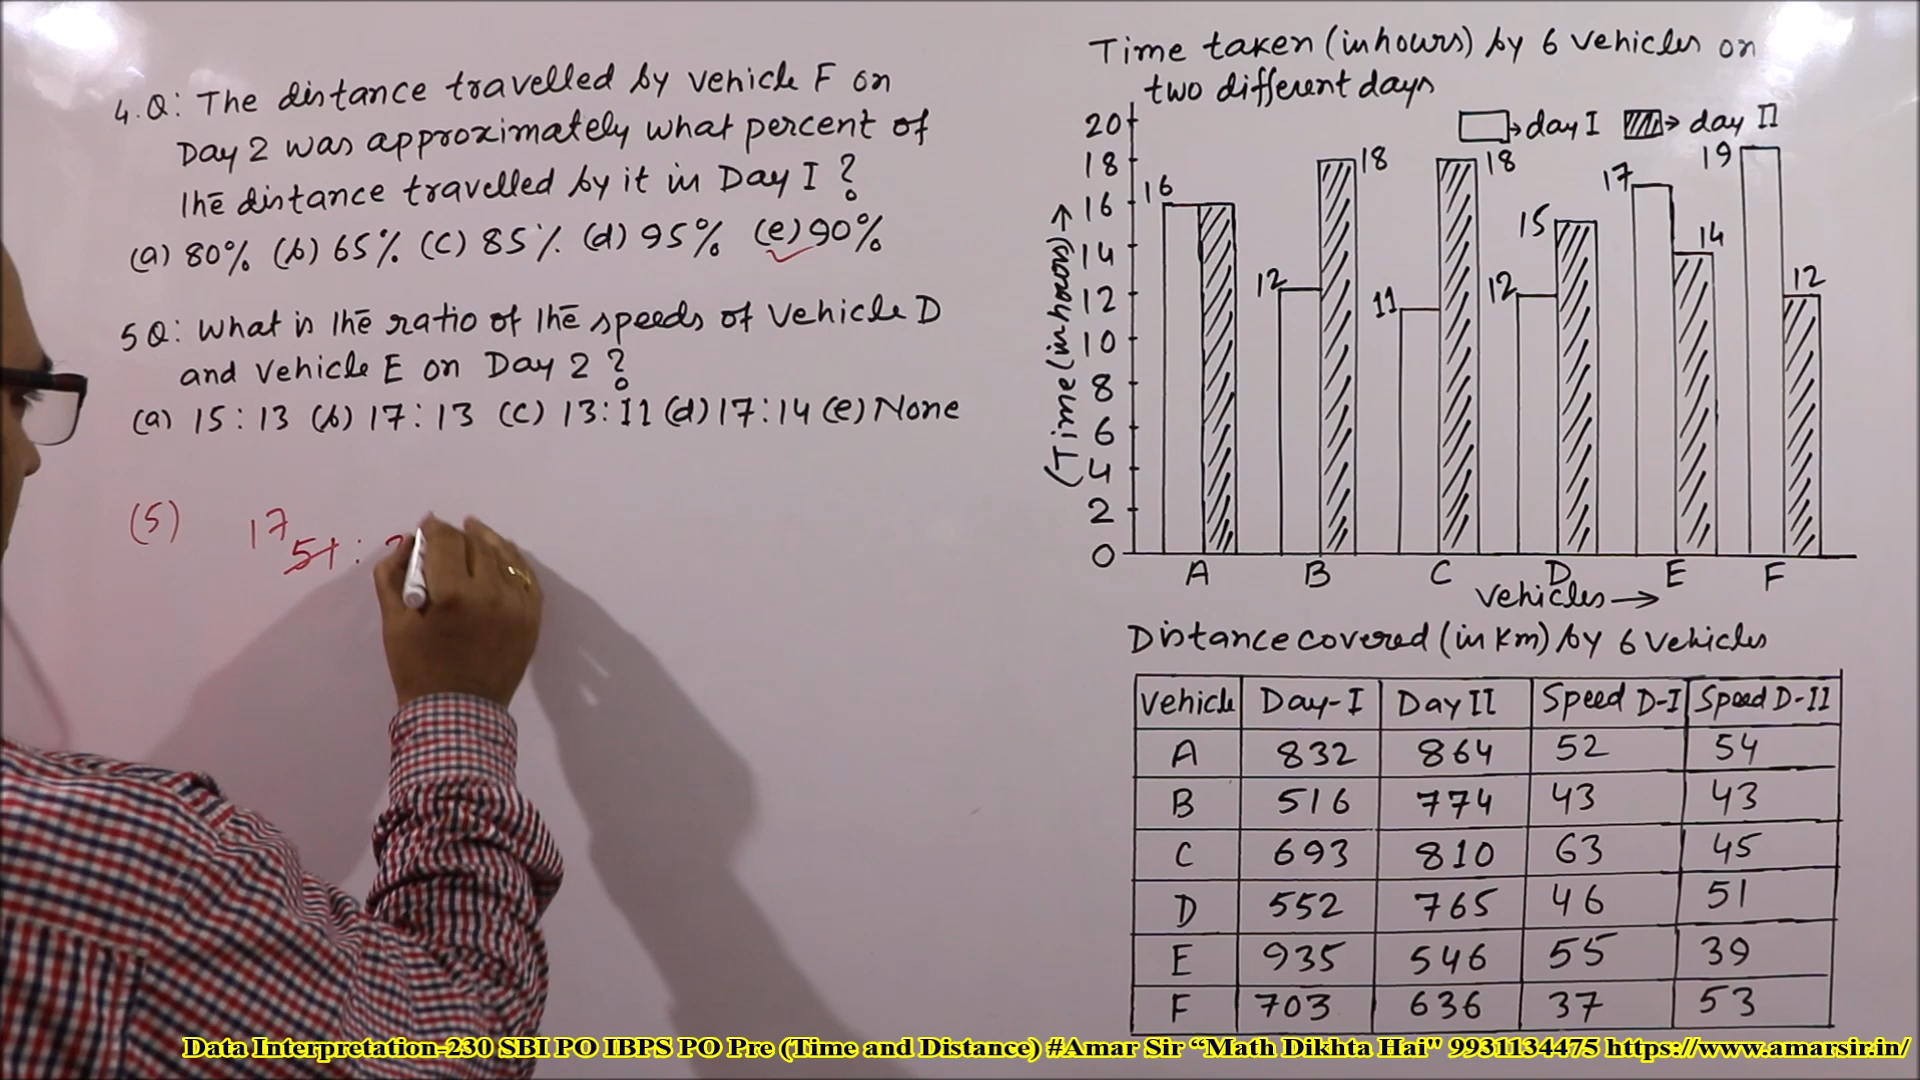 4.Q: The distance travelled by vehicle F on
Day 2 was approximately what percent of
The distance travelled by it in Day I ?
(a) 80% (b) 65% (c) 85% (d) 95% (e) 90%
5Q: What is the ratio of the speeds of Vehicle D
and vehicle E on Day 2 ?
(a) 15:13 (b) 17:13 (c) 13:11 (d) 17:14 (e) None
(5) 17
51 :
Time taken (in hours) by 6 vehicles on
two different days
day I day II
20
18
16
14
12
10
8
6
4
2
0
(Time (in hours)
16 12 18 11 18 12 15 17 14 19 12
A B C D E F
vehicles
Distance covered (in km) by 6 vehicles
Vehicle Day-I Day II Speed D-I Speed D-II
A 832 864 52 54
B 516 774 43 43
C 693 810 63 45
D 552 765 46 51
E 935 546 55 39
F 703 636 37 53
Data Interpretation-230 SBI PO IBPS PO Pre (Time and Distance) #Amar Sir “Math Dikhta Hai" 9931134475 https://www.amarsir.in/